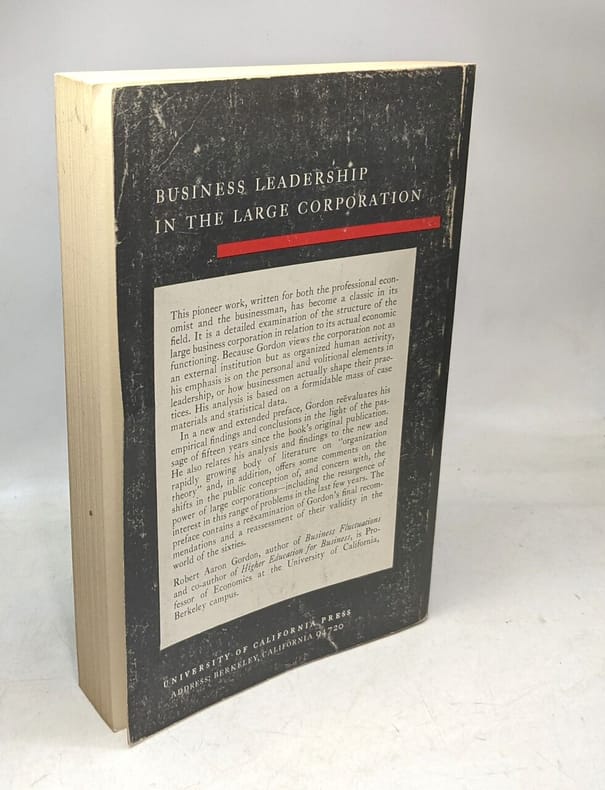 BUSINESS LEADERSHIP
IN THE LARGE CORPORATION
This pioneer work, written for both the professional econ-
omist and the businessman, has become a classic in its
field. It is a detailed examination of the structure of the
large business corporation in relation to its actual economic
functioning. Because Gordon views the corporation not as
an external institution but as organized human activity,
his emphasis is on the personal and volitional elements in
leadership, or how businessmen actually shape their prac-
tices. His analysis is based on a formidable mass of case
materials and statistical data.
In a new and extended preface, Gordon reëvaluates his
empirical findings and conclusions in the light of the pas-
sage of fifteen years since the book's original publication.
He also relates his analysis and findings to the new and
rapidly growing body of literature on "organization
theory" and, in addition, offers some comments on the
shifts in the public conception of, and concern with, the
power of large corporations—including the resurgence of
interest in this range of problems in the last few years. The
preface contains a reëxamination of Gordon's final recom-
mendations and a reassessment of their validity in the
world of the sixties.
Robert Aaron Gordon, author of Business Fluctuations
and co-author of Higher Education for Business, is Pro-
fessor of Economics at the University of California,
Berkeley campus.
UNIVERSITY OF CALIFORNIA PRESS
ADDRESS: BERKELEY, CALIFORNIA 94720